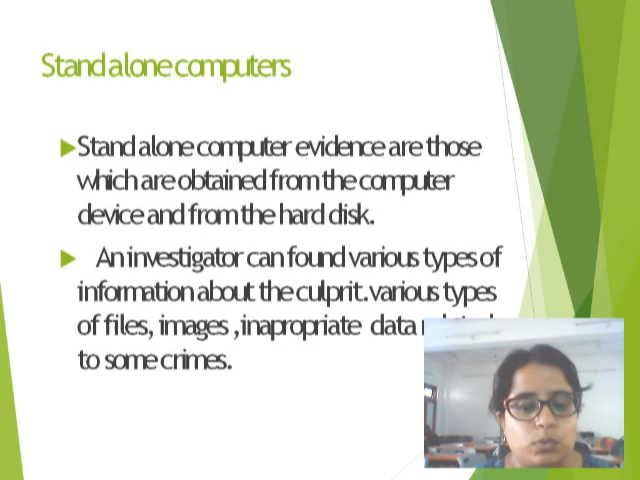 Stand alone computers
Stand alone computer evidence are those
which are obtained from the computer
device and from the hard disk.
An investigator can found various types of
information about the culprit.various types
of files, images ,inapropriate data
to some crimes.